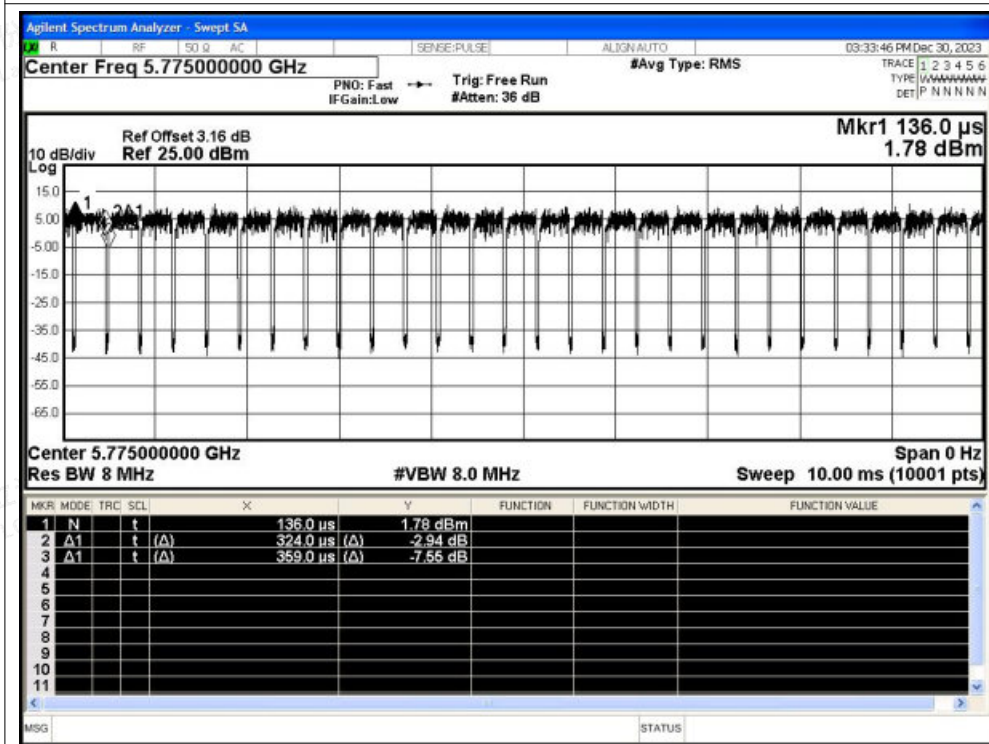 Agilent Spectrum Analyzer - Swept SA
R RF 50 Ω AC SENSE:PULSE ALIGN AUTO 03:33:46 PM Dec 30, 2023
Center Freq 5.775000000 GHz #Avg Type: RMS TRACE 1 2 3 4 5 6
PNO: Fast Trig: Free Run TYPE
IFGain:Low #Atten: 36 dB DET P N N N N N
Mkr1 136.0 µs
Ref Offset 3.16 dB
10 dB/div Ref 25.00 dBm 1.78 dBm
Log
15.0
1
2Δ1
5.00
-5.00
-15.0
-25.0
-35.0
-45.0
-55.0
-65.0
Center 5.775000000 GHz Span 0 Hz
Res BW 8 MHz #VBW 8.0 MHz Sweep 10.00 ms (10001 pts)
MKR MODE TRC SCL X Y FUNCTION FUNCTION WIDTH FUNCTION VALUE
1 N t 136.0 µs 1.78 dBm
2 Δ1 t (Δ) 324.0 µs (Δ) -2.94 dB
3 Δ1 t (Δ) 359.0 µs (Δ) -7.55 dB
4
5
6
7
8
9
10
11
MSG STATUS